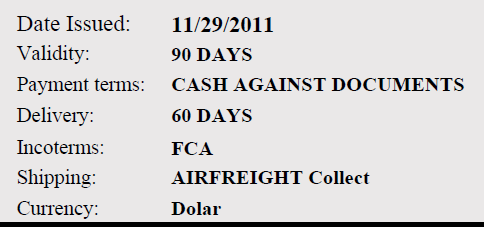 Date Issued: 11/29/2011
Validity: 90 DAYS
Payment terms: CASH AGAINST DOCUMENTS
Delivery: 60 DAYS
Incoterms: FCA
Shipping: AIRFREIGHT Collect
Currency: Dolar